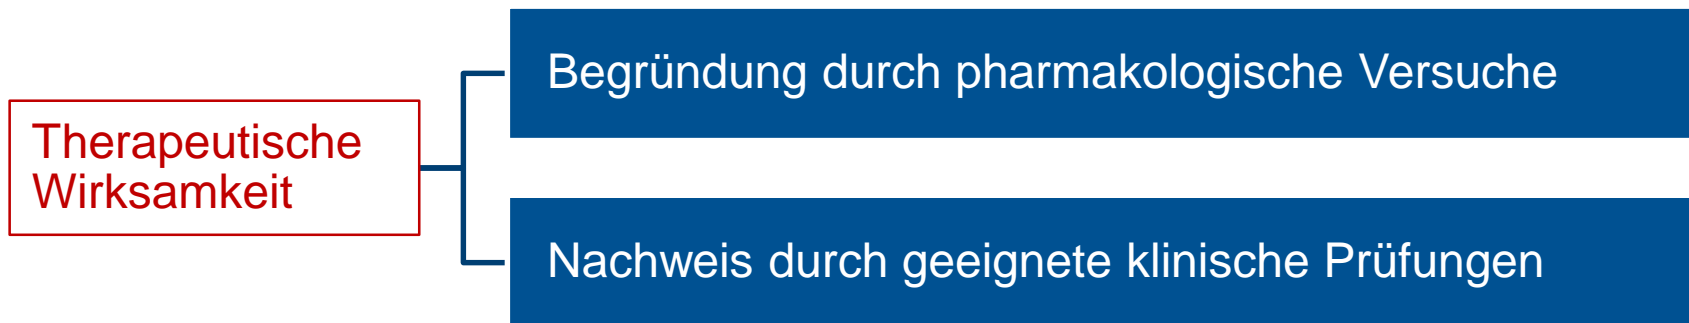 Therapeutische
Wirksamkeit
Begründung durch pharmakologische Versuche
Nachweis durch geeignete klinische Prüfungen